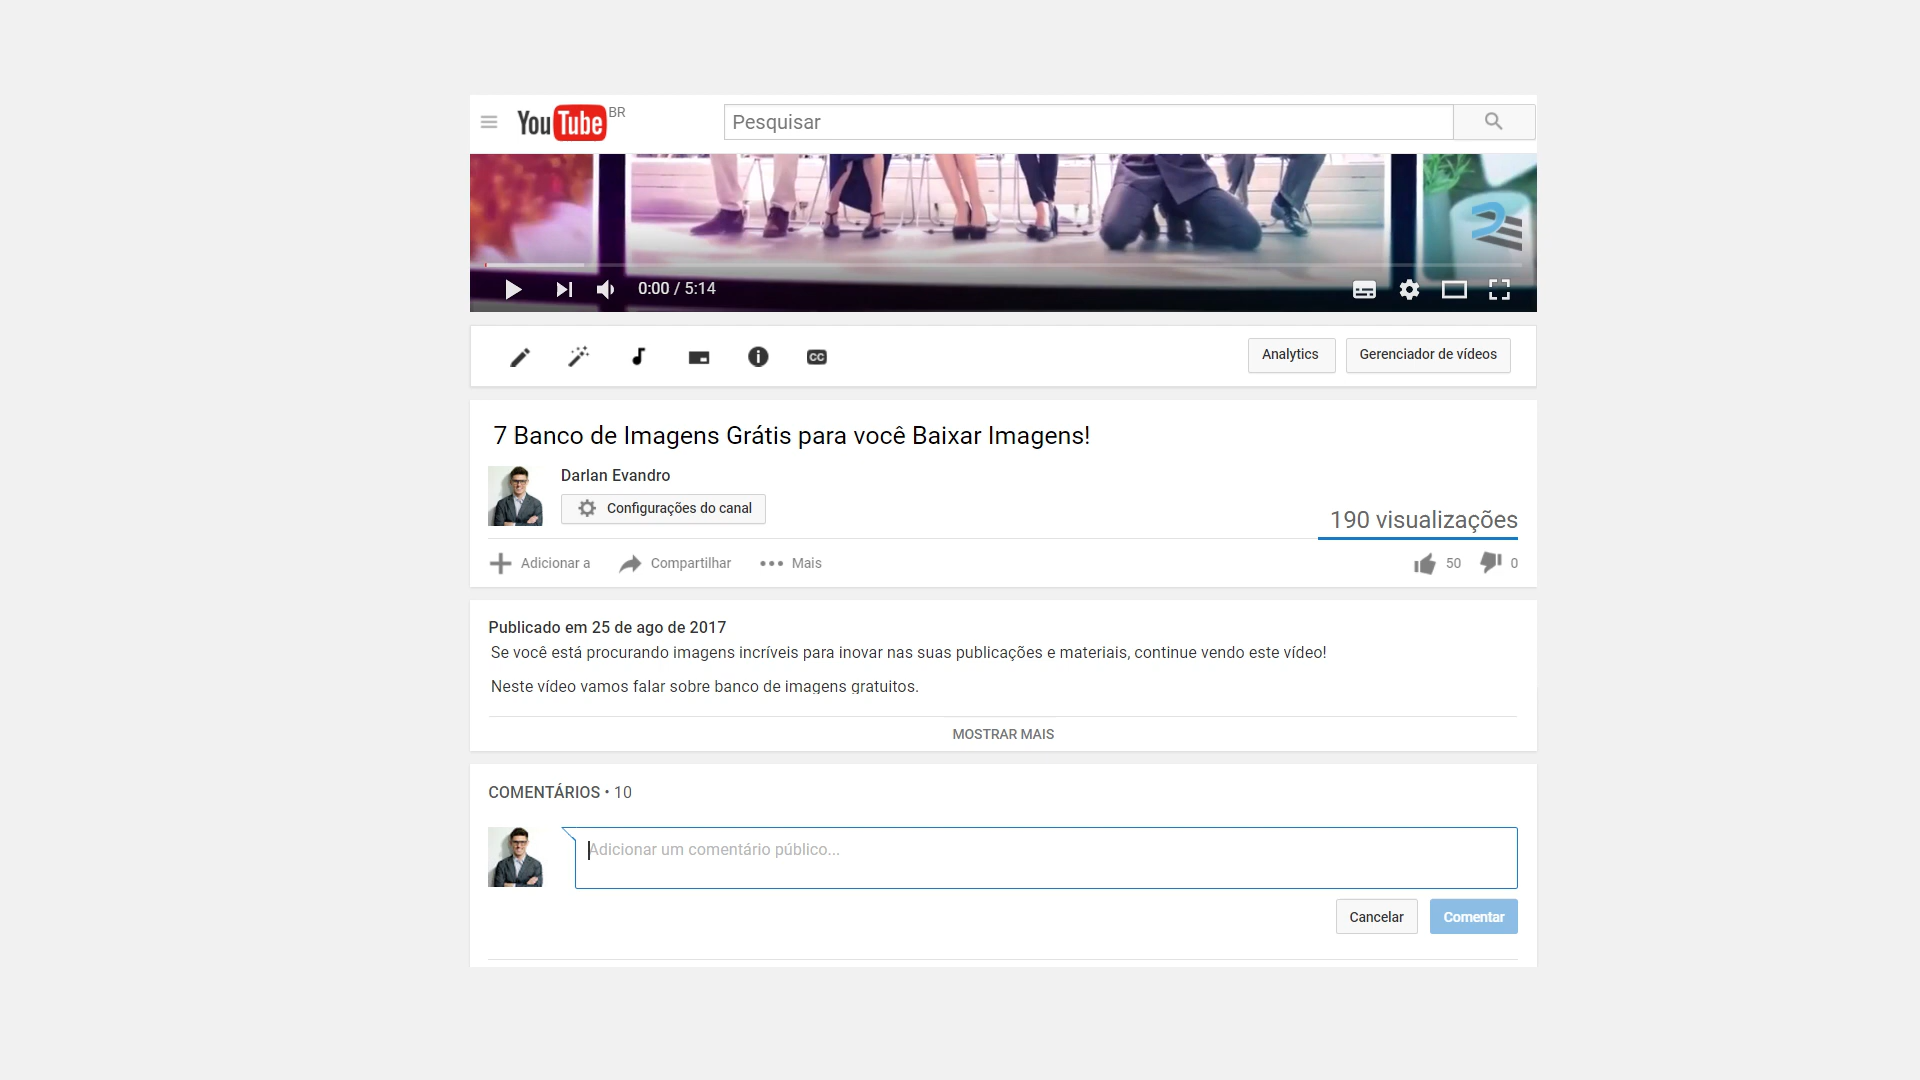 YouTube BR
Pesquisar
0:00 / 5:14
CC
Analytics
Gerenciador de vídeos
7 Banco de Imagens Grátis para você Baixar Imagens!
Darlan Evandro
Configurações do canal
190 visualizações
Adicionar a
Compartilhar
Mais
50
0
Publicado em 25 de ago de 2017
Se você está procurando imagens incríveis para inovar nas suas publicações e materiais, continue vendo este vídeo!
Neste vídeo vamos falar sobre banco de imagens gratuitos.
MOSTRAR MAIS
COMENTÁRIOS • 10
Adicionar um comentário público...
Cancelar
Comentar